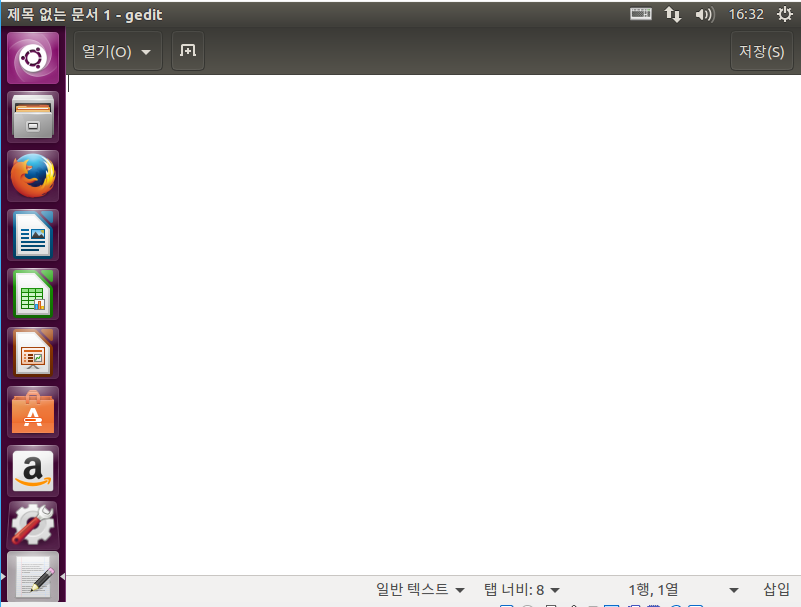 제목 없는 문서 1 - gedit
16:32
열기(O)
저장(S)
일반 텍스트 탭 너비: 8 1행, 1열 삽입